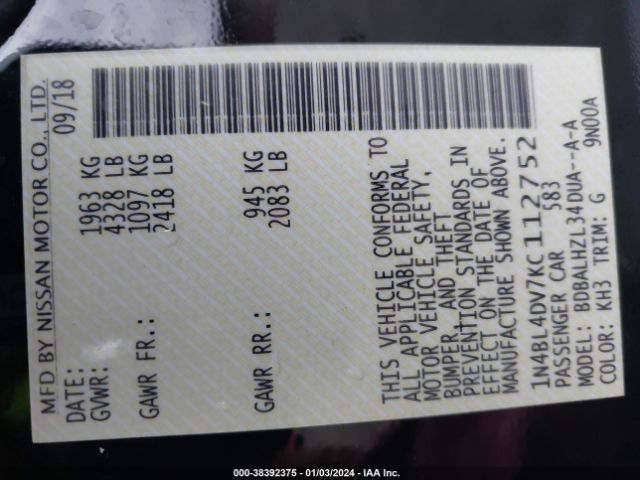 MFD BY NISSAN MOTOR CO., LTD.
DATE: 09/18
GVWR: 1963 KG
4328 LB
GAWR FR.: 1097 KG
2418 LB
GAWR RR.: 945 KG
2083 LB
THIS VEHICLE CONFORMS TO
ALL APPLICABLE FEDERAL
MOTOR VEHICLE SAFETY,
BUMPER AND THEFT
PREVENTION STANDARDS IN
EFFECT ON THE DATE OF
MANUFACTURE SHOWN ABOVE.
1N4BL4DV7KC112752
PASSENGER CAR 583
MODEL: BDBALHZL34DUA--A-A
COLOR: KH3 TRIM: G 9N00A
000-38392375 - 01/03/2024 - IAA Inc.